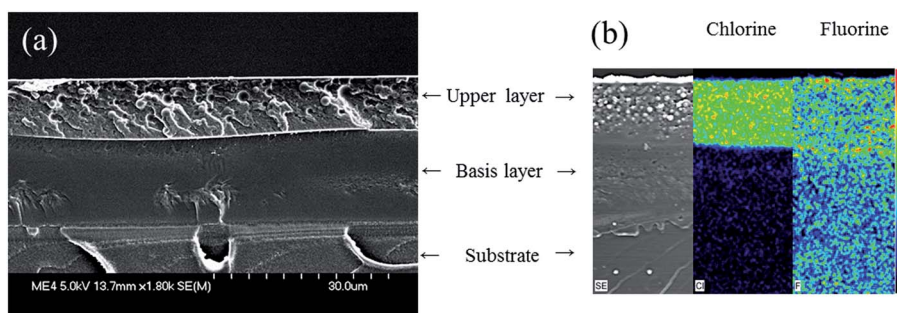 (a)
ME4 5.0kV 13.7mm x1.80k SE(M)
30.0um
← Upper layer →
← Basis layer →
← Substrate →
(b)
Chlorine
Fluorine
SE
Cl
F